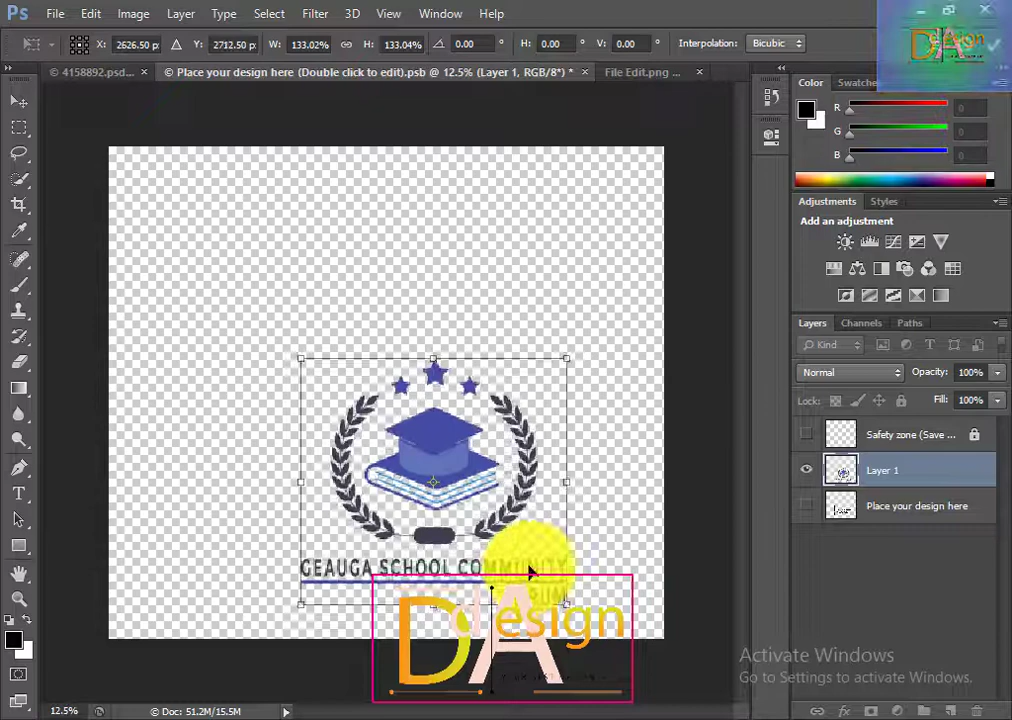 Ps File Edit Image Layer Type Select Filter 3D View Window Help
X: 2626.50 p Y: 2712.50 p W: 133.02% H: 133.04% 0.00 ° H: 0.00 ° V: 0.00 ° Interpolation: Bicubic
© 4158892.psd... × © Place your design here (Double click to edit).psb @ 12.5% (Layer 1, RGB/8*) * × File Edit.png ... ×
Color Swatches
R 0
G 0
B 0
Adjustments Styles
Add an adjustment
Layers Channels Paths
Kind
Normal Opacity: 100%
Lock: Fill: 100%
Safety zone (Save ...
Layer 1
Place your design here
GEAUGA SCHOOL COMMUNITY
DA design
Activate Windows
Go to Settings to activate Windows.
12.5% Doc: 51.2M/15.5M